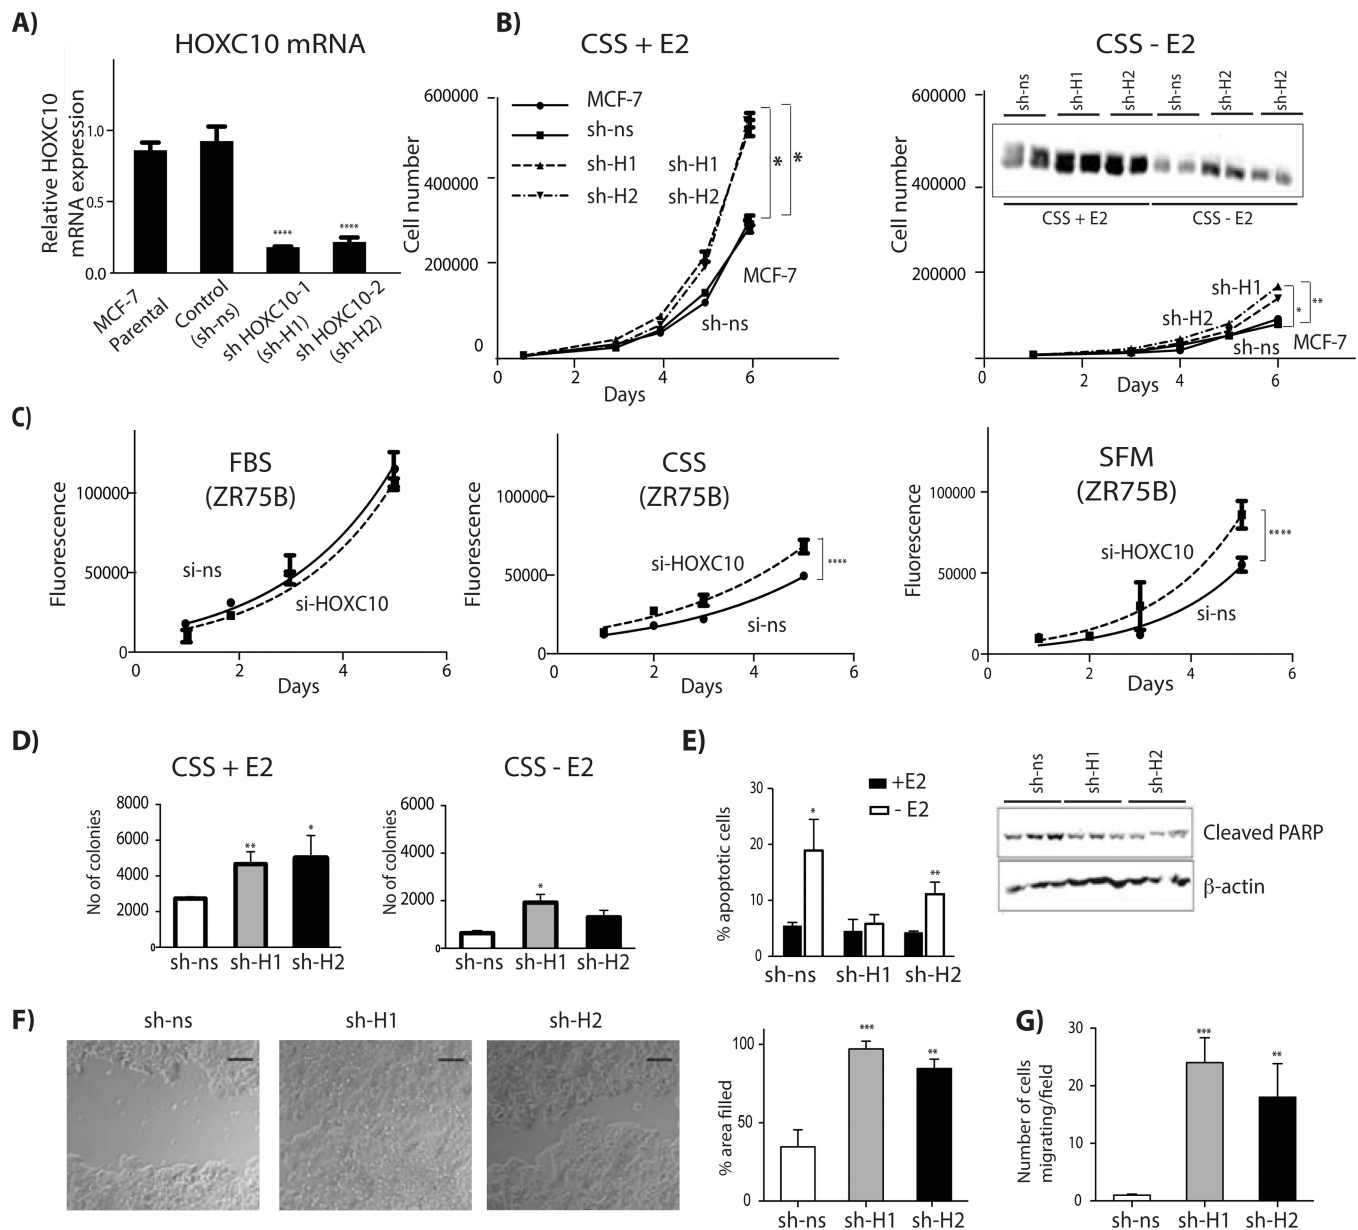 A)
HOXC10 mRNA
Relative HOXC10
mRNA expression
1.0
0.5
0.0
MCF-7
Parental
Control
(sh-ns)
sh HOXC10-1
(sh-H1)
sh HOXC10-2
(sh-H2)
****
****
B)
CSS + E2
Cell number
600000
400000
200000
0
MCF-7
sh-ns
sh-H1
sh-H2
sh-H1
sh-H2
MCF-7
sh-ns
*
*
0
2
4
6
Days
CSS - E2
Cell number
600000
400000
200000
sh-ns
sh-H1
sh-H2
sh-ns
sh-H2
sh-H2
CSS + E2
CSS - E2
sh-H1
sh-H2
sh-ns
MCF-7
*
**
0
2
4
6
Days
C)
FBS
(ZR75B)
Fluorescence
100000
50000
0
si-ns
si-HOXC10
0
2
4
6
Days
CSS
(ZR75B)
Fluorescence
100000
50000
0
si-HOXC10
si-ns
****
0
2
4
6
Days
SFM
(ZR75B)
Fluorescence
100000
50000
0
si-HOXC10
si-ns
****
0
2
4
6
Days
D)
CSS + E2
No of colonies
8000
6000
4000
2000
0
**
*
sh-ns
sh-H1
sh-H2
CSS - E2
No of colonies
6000
4000
2000
0
*
sh-ns
sh-H1
sh-H2
E)
% apoptotic cells
30
20
10
0
+E2
- E2
*
**
sh-ns
sh-H1
sh-H2
sh-ns
sh-H1
sh-H2
Cleaved PARP
β-actin
F)
sh-ns
sh-H1
sh-H2
% area filled
100
50
0
***
**
sh-ns
sh-H1
sh-H2
G)
Number of cells
migrating/field
30
20
10
0
***
**
sh-ns
sh-H1
sh-H2